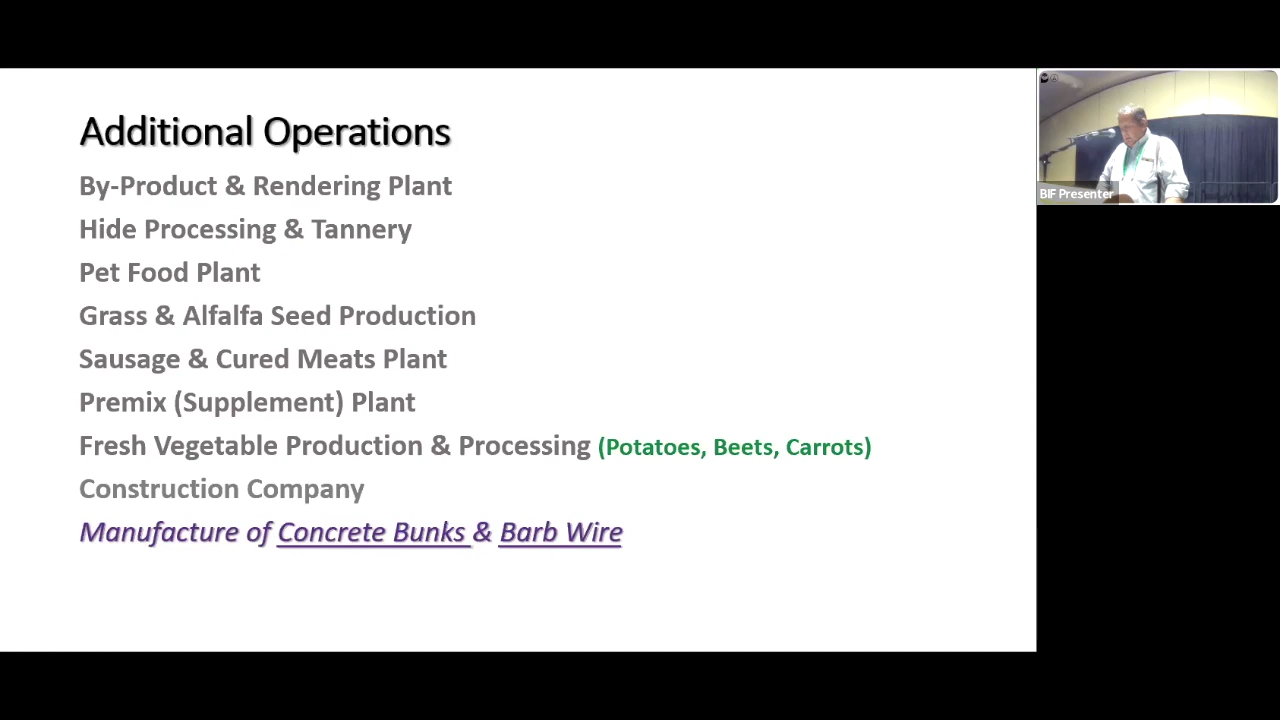 Additional Operations
By-Product & Rendering Plant
Hide Processing & Tannery
Pet Food Plant
Grass & Alfalfa Seed Production
Sausage & Cured Meats Plant
Premix (Supplement) Plant
Fresh Vegetable Production & Processing (Potatoes, Beets, Carrots)
Construction Company
Manufacture of Concrete Bunks & Barb Wire
BIF Presenter